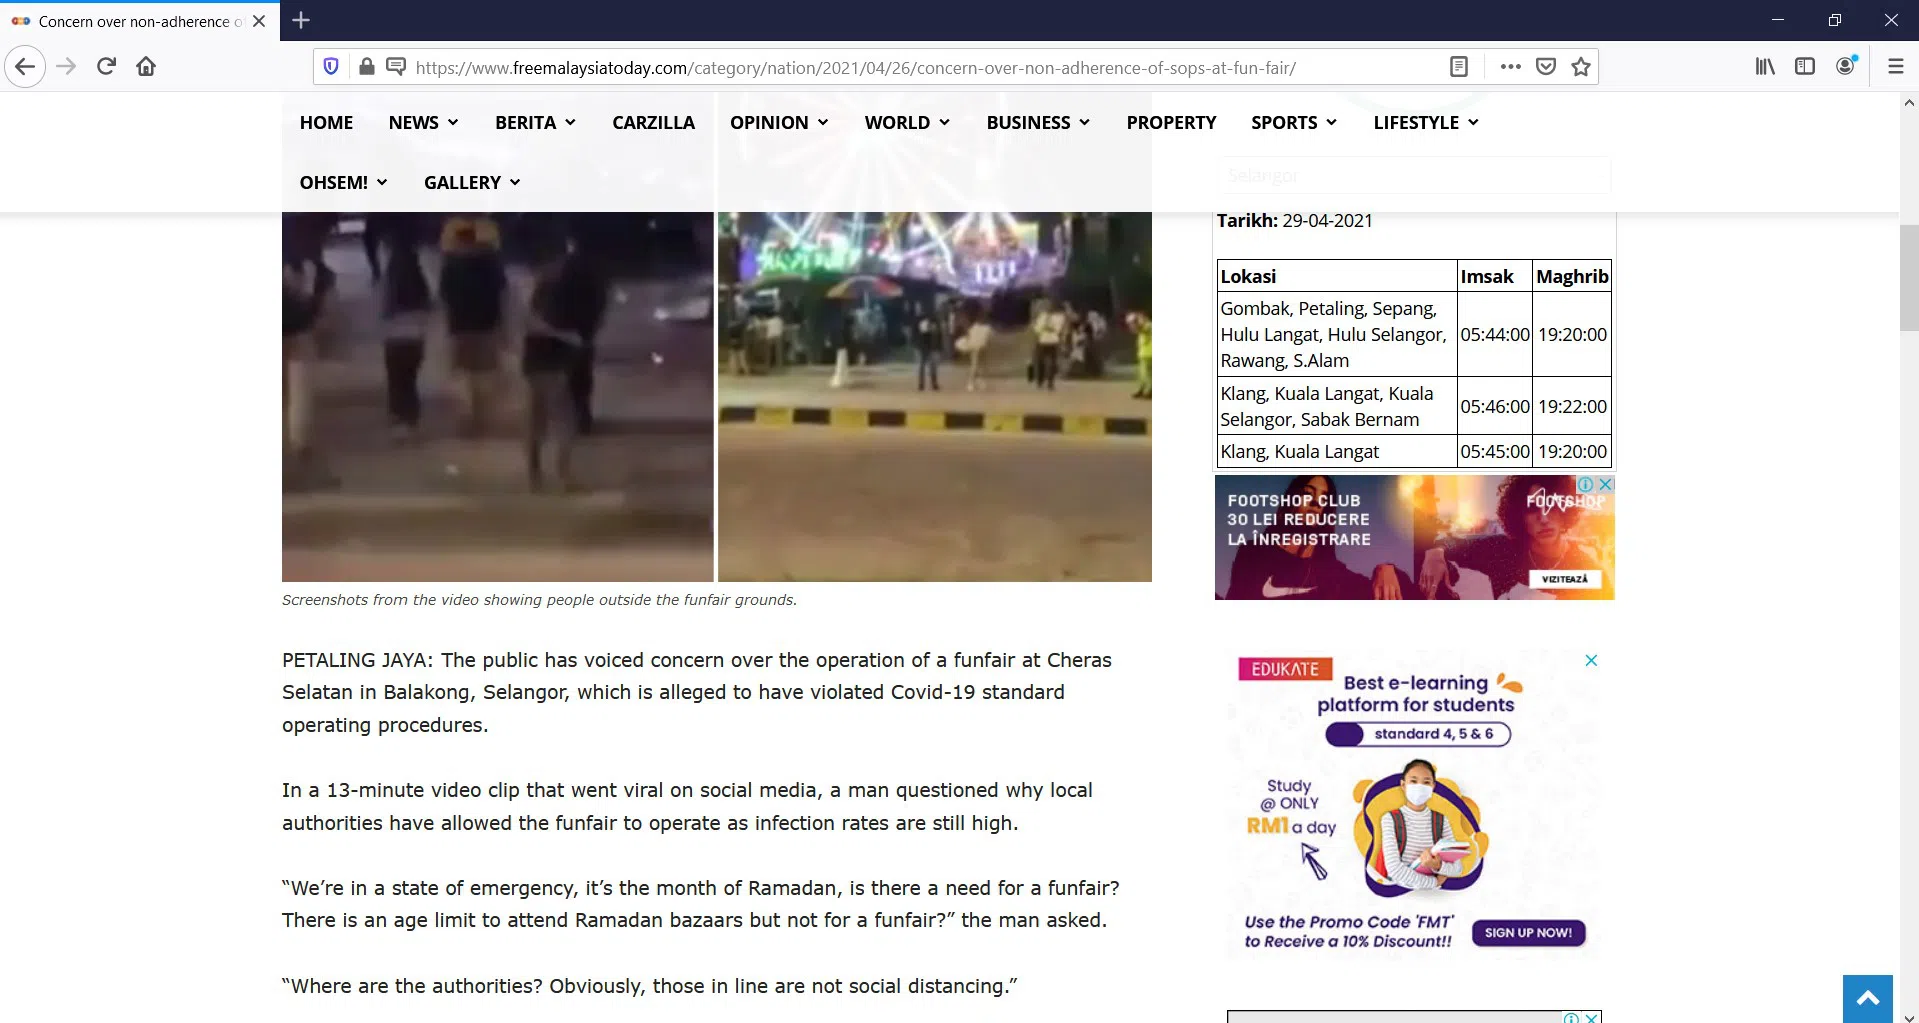 Concern over non-adherence o
https://www.freemalaysiatoday.com/category/nation/2021/04/26/concern-over-non-adherence-of-sops-at-fun-fair/
HOME NEWS BERITA CARZILLA OPINION WORLD BUSINESS PROPERTY SPORTS LIFESTYLE
OHSEM! GALLERY
Selangor
Screenshots from the video showing people outside the funfair grounds.
PETALING JAYA: The public has voiced concern over the operation of a funfair at Cheras
Selatan in Balakong, Selangor, which is alleged to have violated Covid-19 standard
operating procedures.
In a 13-minute video clip that went viral on social media, a man questioned why local
authorities have allowed the funfair to operate as infection rates are still high.
“We’re in a state of emergency, it’s the month of Ramadan, is there a need for a funfair?
There is an age limit to attend Ramadan bazaars but not for a funfair?” the man asked.
“Where are the authorities? Obviously, those in line are not social distancing.”
Tarikh: 29-04-2021
Lokasi Imsak Maghrib
Gombak, Petaling, Sepang,
Hulu Langat, Hulu Selangor, 05:44:00 19:20:00
Rawang, S.Alam
Klang, Kuala Langat, Kuala
Selangor, Sabak Bernam 05:46:00 19:22:00
Klang, Kuala Langat 05:45:00 19:20:00
FOOTSHOP CLUB
30 LEI REDUCERE
LA ÎNREGISTRARE
FOOTSHOP
VIZITEAZĂ
EDUKATE
Best e-learning
platform for students
standard 4, 5 & 6
Study
@ ONLY
RM1 a day
Use the Promo Code 'FMT'
to Receive a 10% Discount!!
SIGN UP NOW!